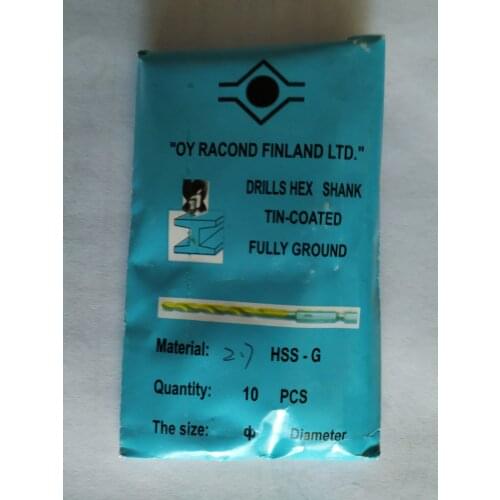 "OY RACOND FINLAND LTD."
DRILLS HEX SHANK
TIN-COATED
FULLY GROUND
Material: 2.7 HSS - G
Quantity: 10 PCS
The size: Φ Diameter